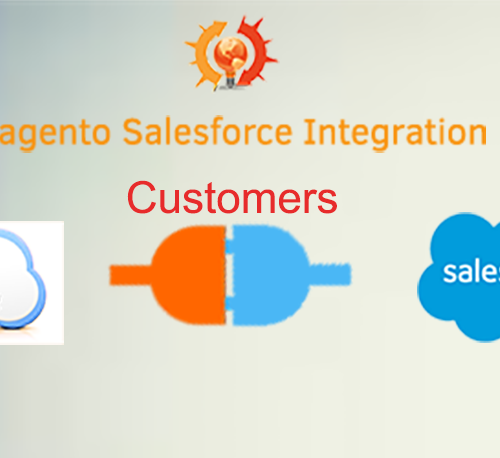 agento Salesforce Integration
Customers
sales